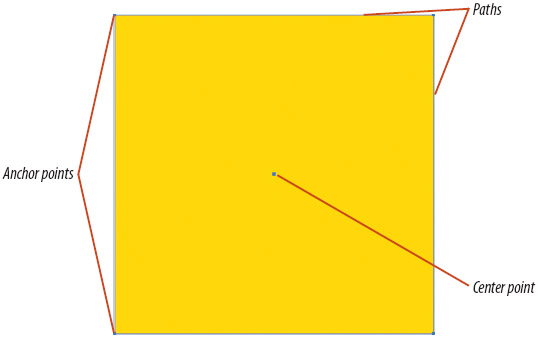 Paths
Anchor points
Center point